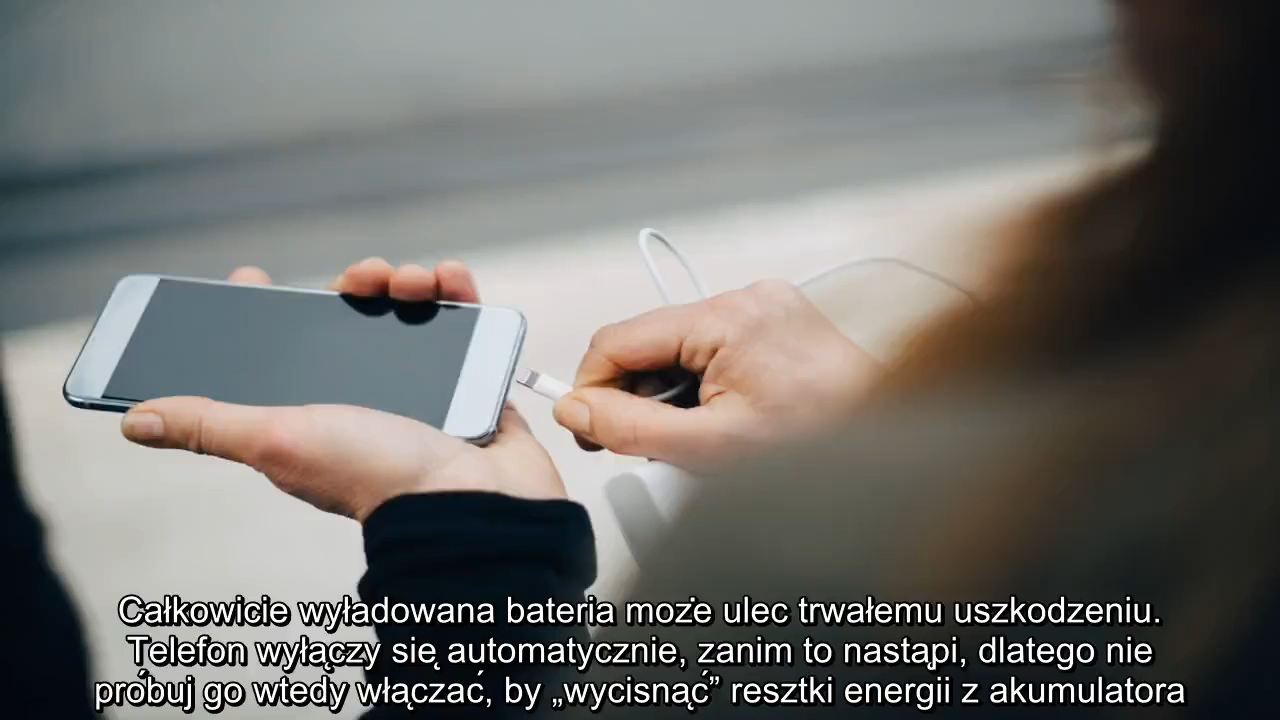 Całkowicie wyładowana bateria może ulec trwałemu uszkodzeniu.
Telefon wyłączy się automatycznie, zanim to nastąpi, dlatego nie
próbuj go wtedy włączać, by „wycisnąć” resztki energii z akumulatora